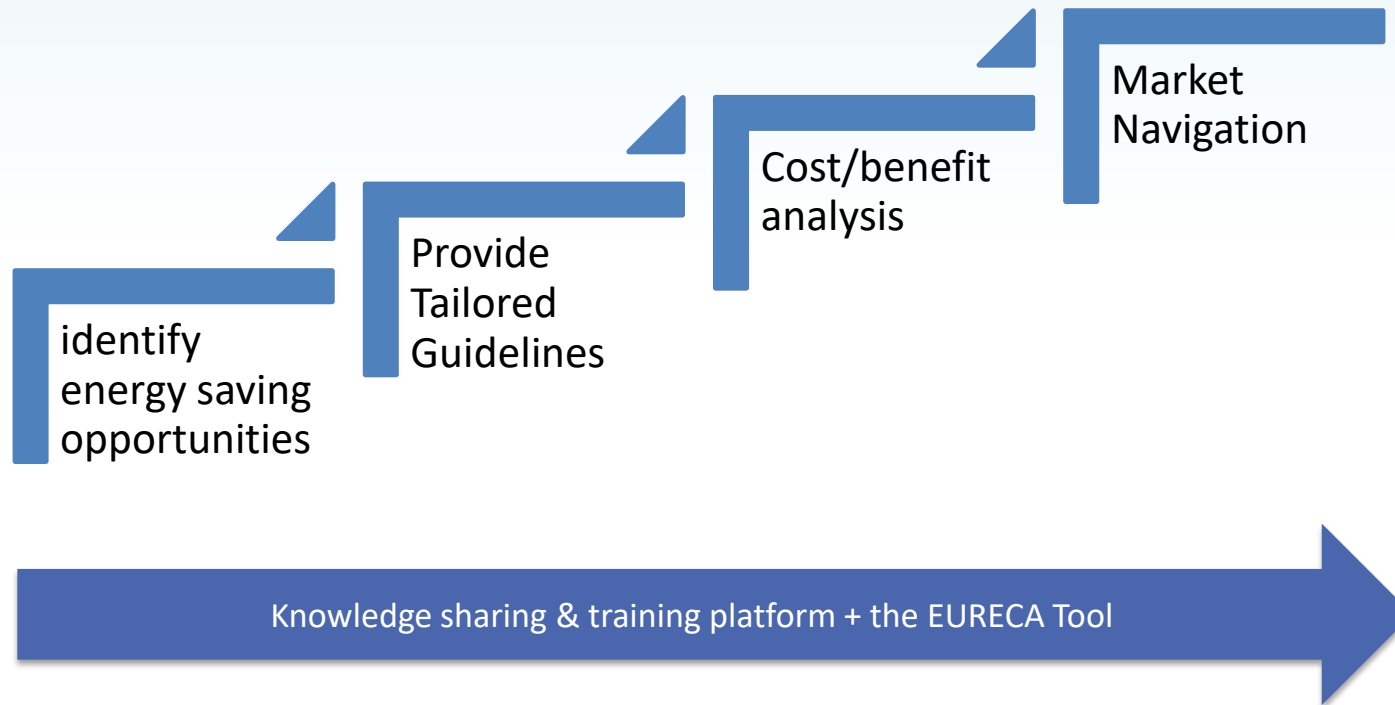 identify
energy saving
opportunities
Provide
Tailored
Guidelines
Cost/benefit
analysis
Market
Navigation
Knowledge sharing & training platform + the EURECA Tool